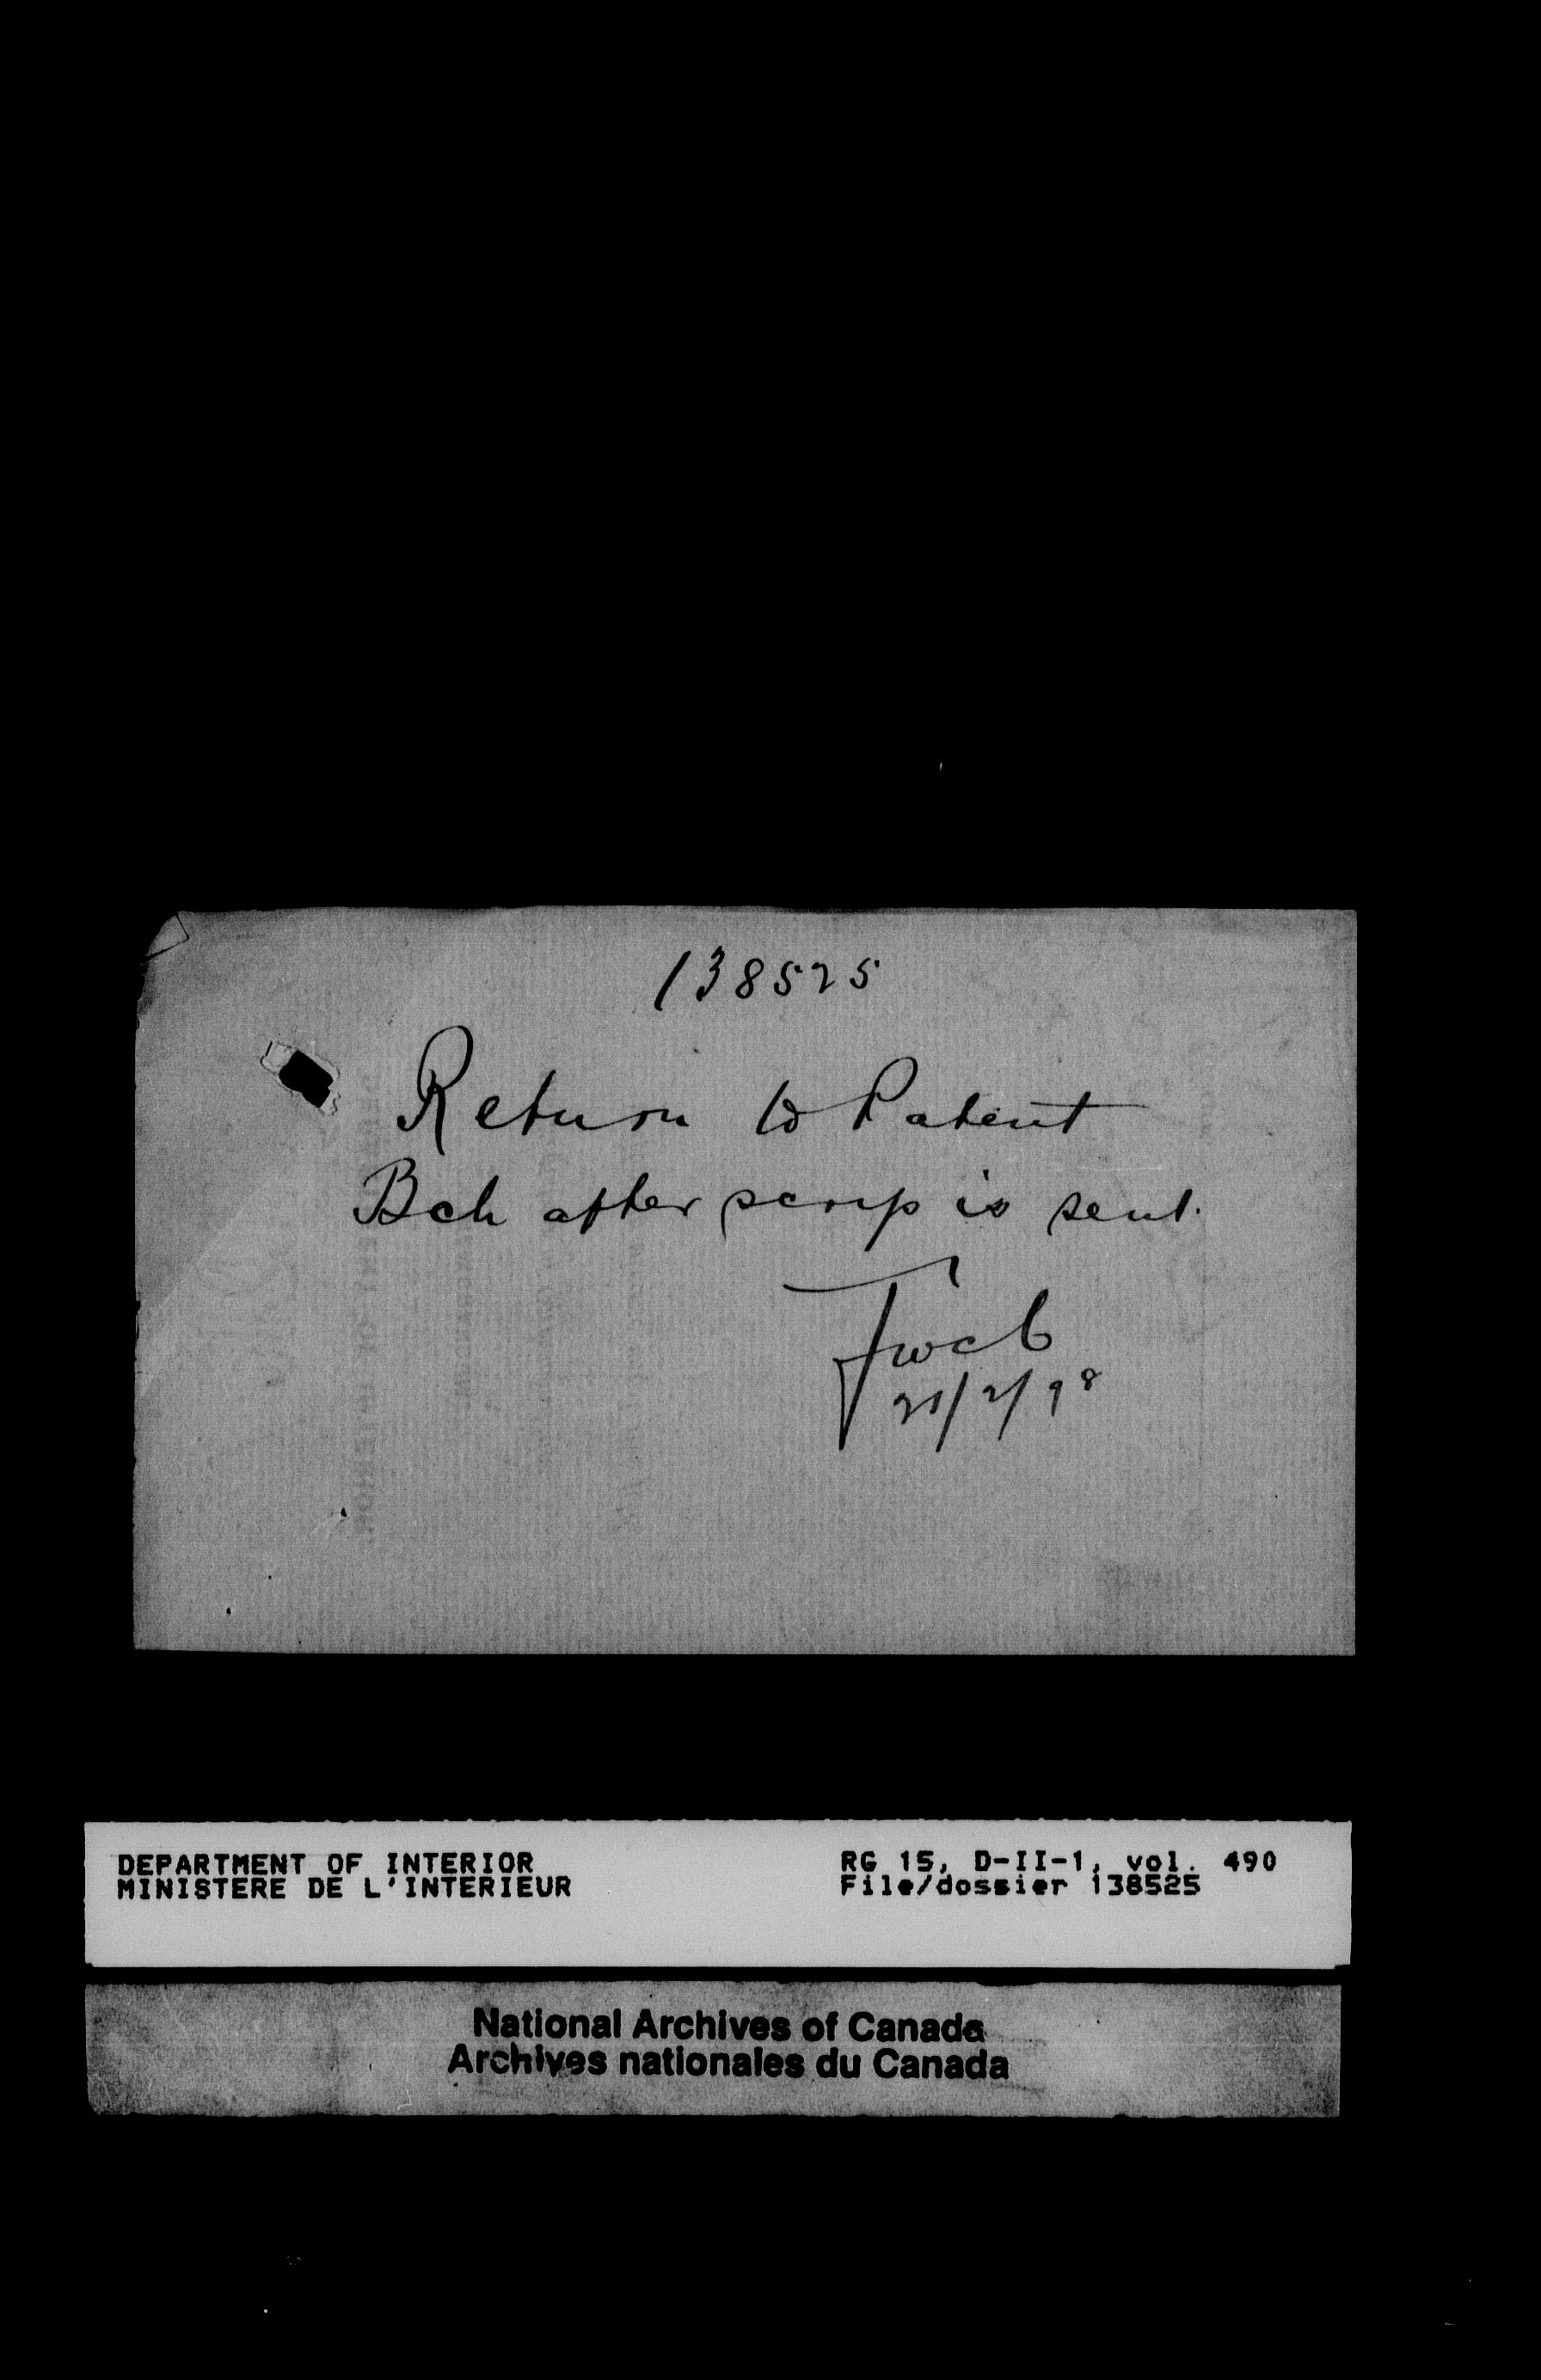 138525
Return to Patent
Bch after scrip is sent.
21/2/98
DEPARTMENT OF INTERIOR
MINISTERE DE L'INTERIEUR
RG 15, D-II-1, vol. 490
File/dossier 138525
National Archives of Canada
Archives nationales du Canada